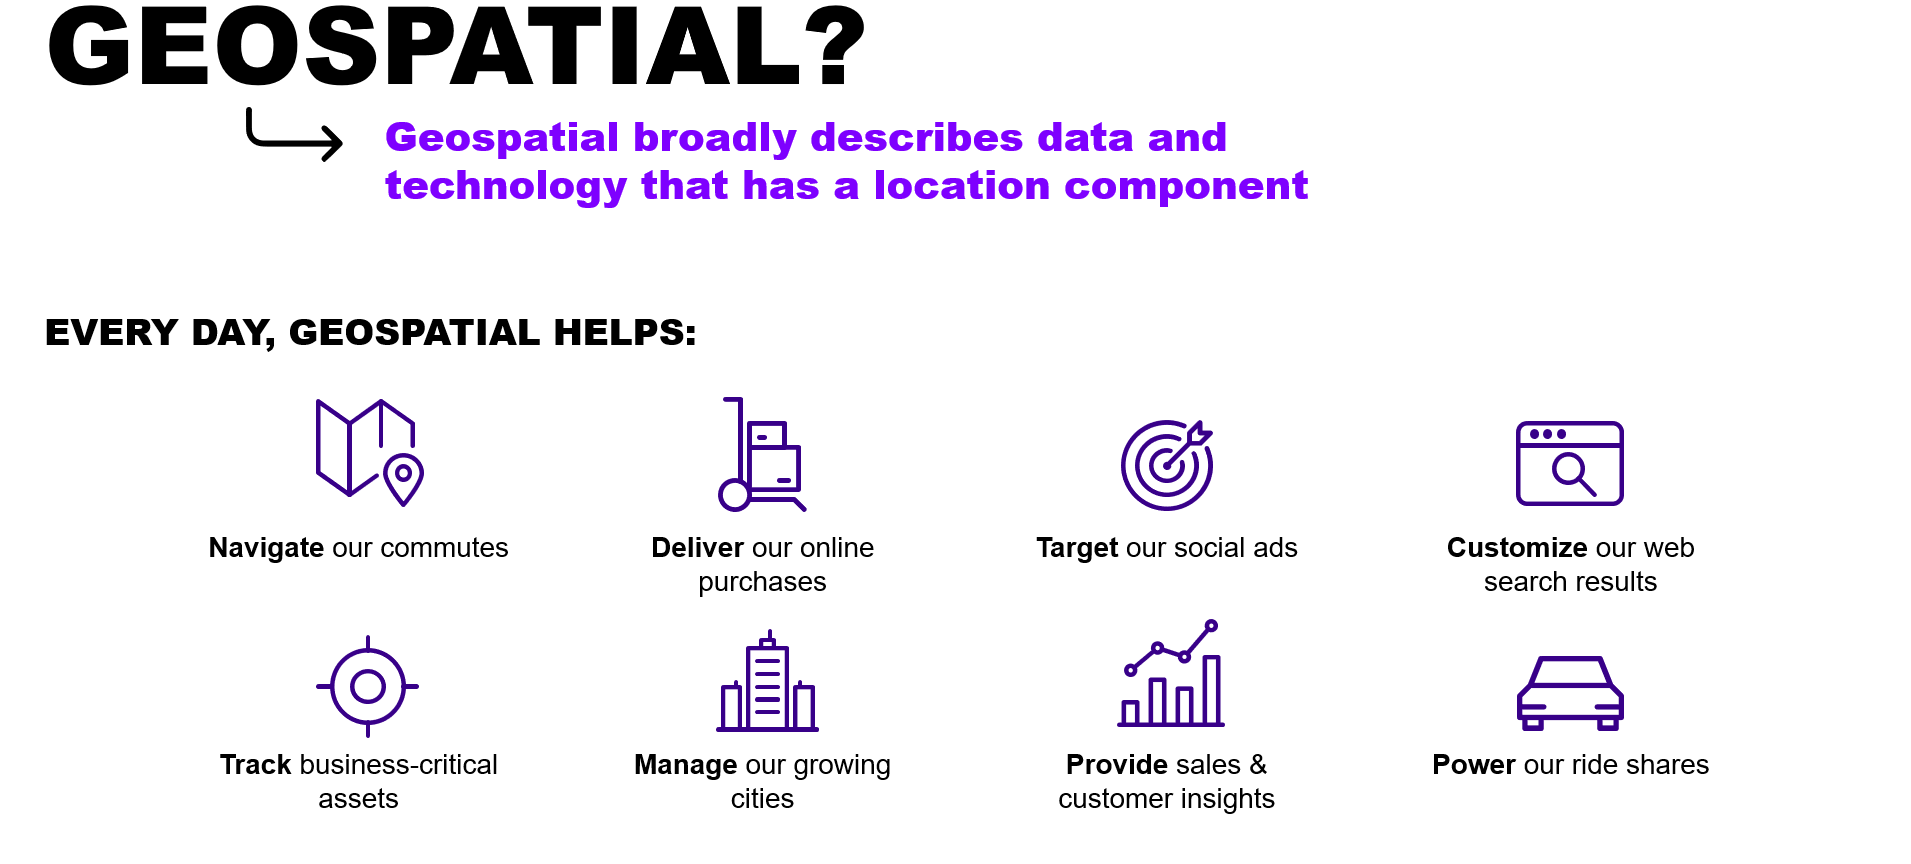 GEOSPATIAL?
Geospatial broadly describes data and
technology that has a location component
EVERY DAY, GEOSPATIAL HELPS:
Navigate our commutes
Deliver our online
purchases
Target our social ads
Customize our web
search results
Track business-critical
assets
Manage our growing
cities
Provide sales &
customer insights
Power our ride shares